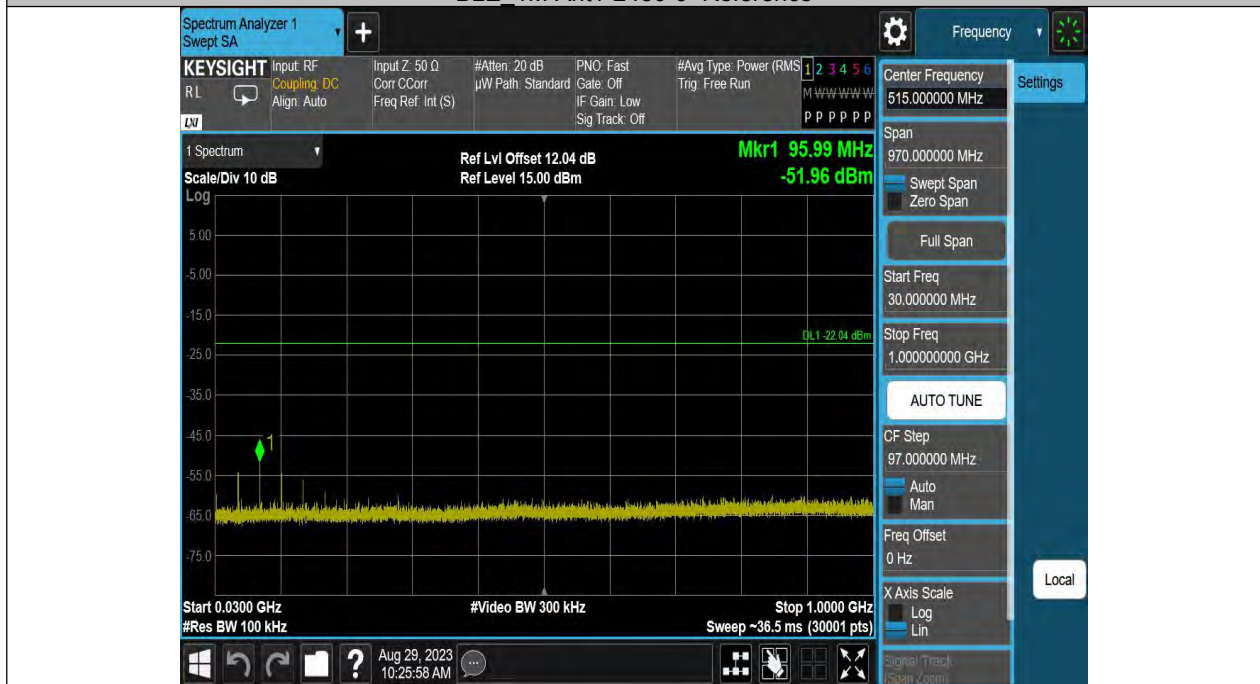 Spectrum Analyzer 1
Swept SA
+
Frequency
KEYSIGHT
RL
LXI
Input: RF
Coupling: DC
Align: Auto
Input Z: 50 Ω
Corr CCorr
Freq Ref: Int (S)
#Atten: 20 dB
µW Path: Standard
PNO: Fast
Gate: Off
IF Gain: Low
Sig Track: Off
#Avg Type: Power (RMS
Trig: Free Run
1 2 3 4 5 6
M W W W W W
P P P P P P
1 Spectrum
Scale/Div 10 dB
Log
Ref Lvl Offset 12.04 dB
Ref Level 15.00 dBm
Mkr1 95.99 MHz
-51.96 dBm
5.00
-5.00
-15.0
DL1 -22.04 dBm
-25.0
-35.0
-45.0
1
-55.0
-65.0
-75.0
Start 0.0300 GHz
#Res BW 100 kHz
#Video BW 300 kHz
Stop 1.0000 GHz
Sweep ~36.5 ms (30001 pts)
?
Aug 29, 2023
10:25:58 AM
Center Frequency
515.000000 MHz
Span
970.000000 MHz
Swept Span
Zero Span
Full Span
Start Freq
30.000000 MHz
Stop Freq
1.000000000 GHz
AUTO TUNE
CF Step
97.000000 MHz
Auto
Man
Freq Offset
0 Hz
X Axis Scale
Log
Lin
Signal Track
(Span Zoom)
Settings
Local